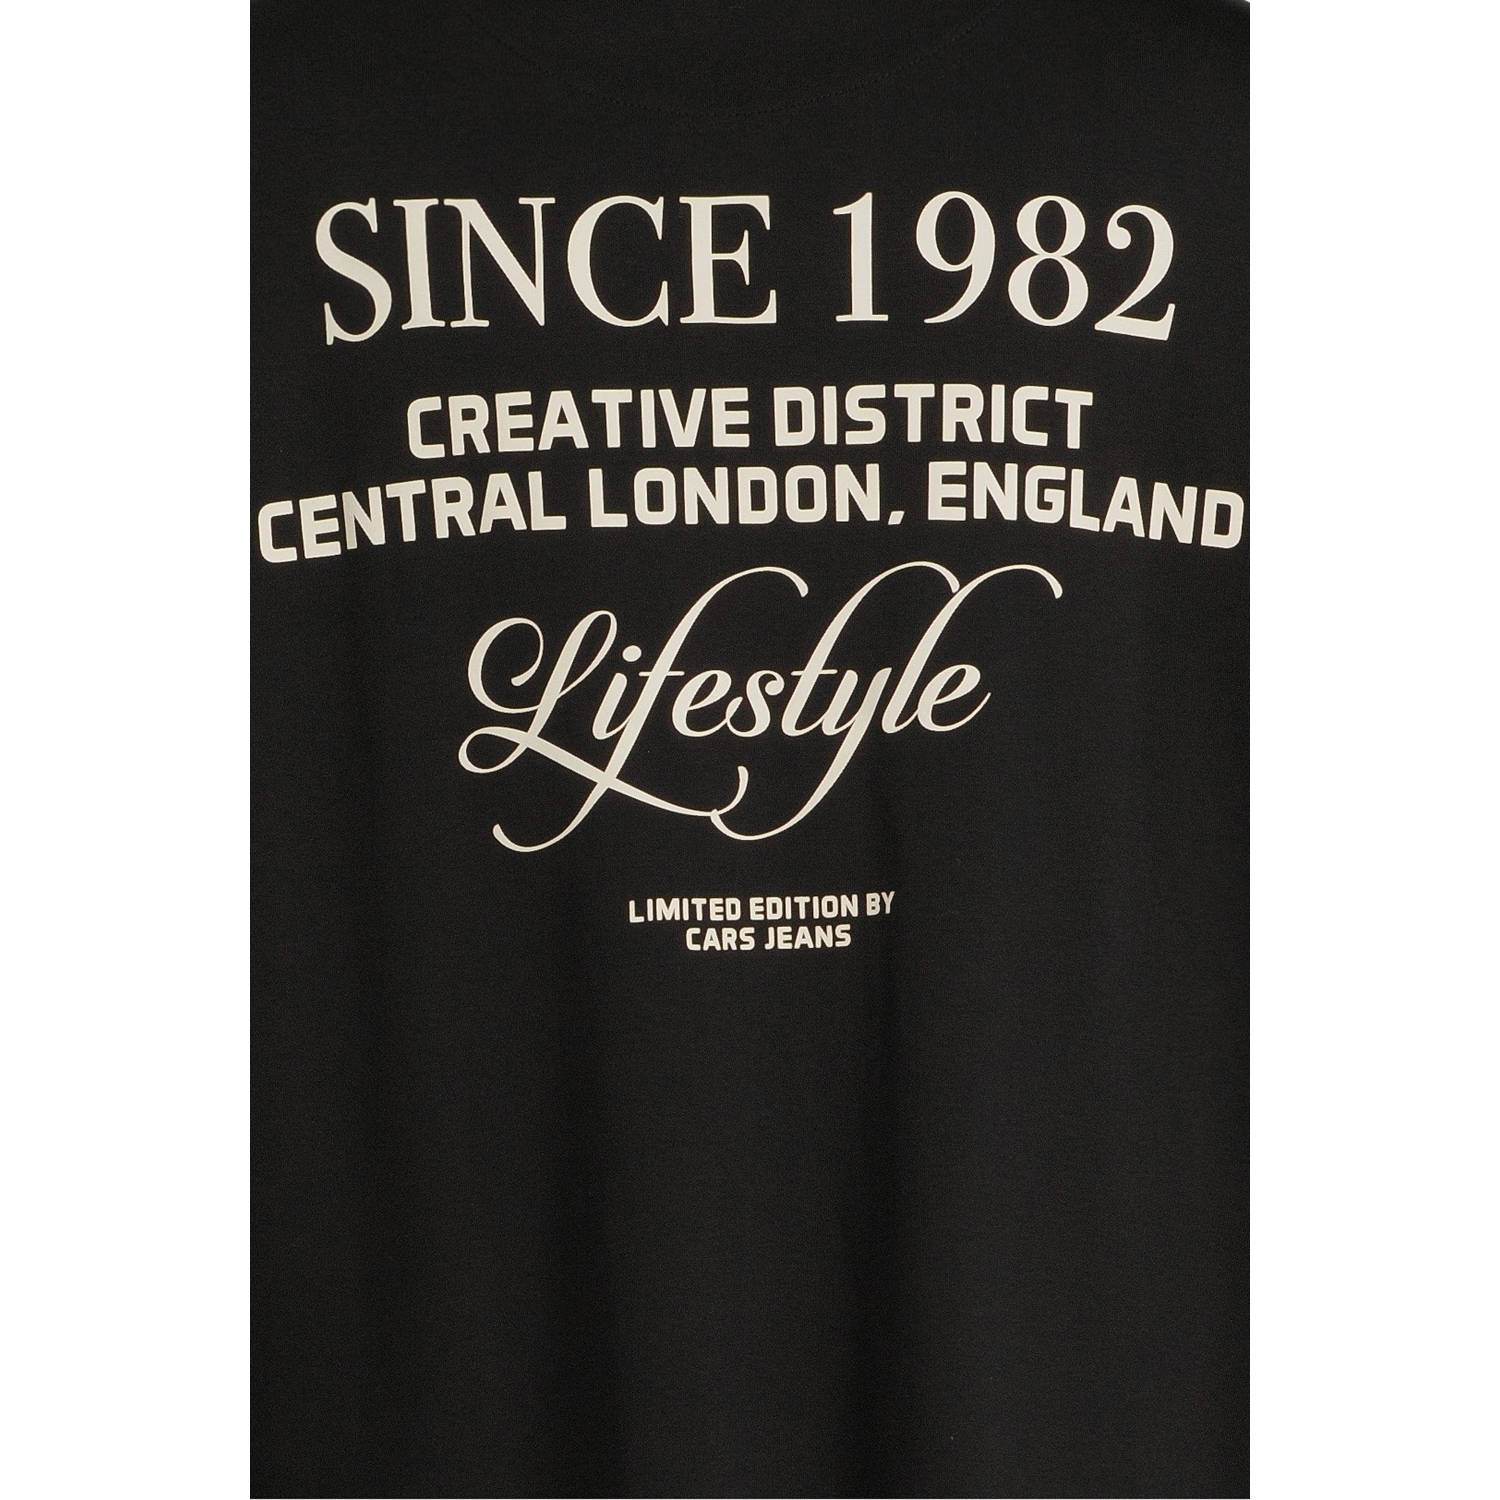 SINCE 1982
CREATIVE DISTRICT
CENTRAL LONDON, ENGLAND
Lifestyle
LIMITED EDITION BY
CARS JEANS